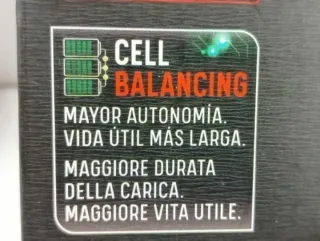 CELL
BALANCING
MAYOR AUTONOMÍA.
VIDA ÚTIL MÁS LARGA.
MAGGIORE DURATA
DELLA CARICA.
MAGGIORE VITA UTILE.